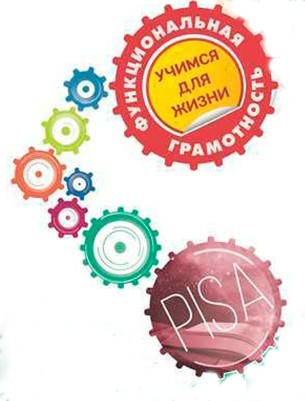 ФУНКЦИОНАЛЬНАЯ
ГРАМОТНОСТЬ
УЧИМСЯ
ДЛЯ
ЖИЗНИ
PISA